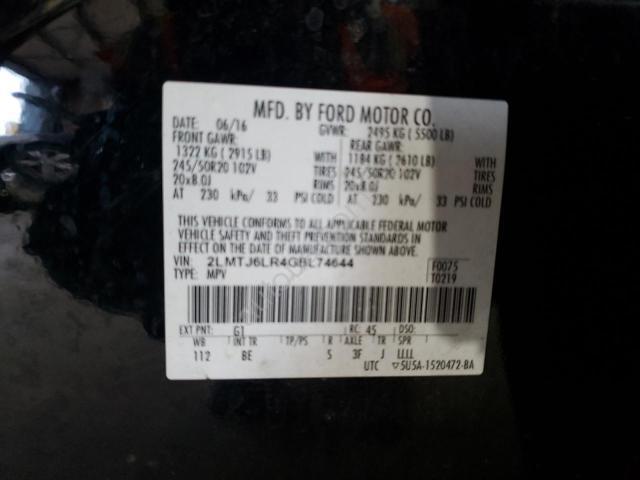 MFD. BY FORD MOTOR CO.
DATE: 06/16 GVWR: 2495 KG ( 5500 LB)
FRONT GAWR: REAR GAWR:
1322 KG ( 2915 LB) WITH 1184 KG ( 2610 LB) WITH
245/50R20 102V TIRES 245/50R20 102V TIRES
20x8.0J RIMS 20x8.0J RIMS
AT 230 kPa/ 33 PSI COLD AT 230 kPa/ 33 PSI COLD
THIS VEHICLE CONFORMS TO ALL APPLICABLE FEDERAL MOTOR
VEHICLE SAFETY AND THEFT PREVENTION STANDARDS IN
EFFECT ON THE DATE OF MANUFACTURE SHOWN ABOVE.
VIN: 2LMTJ6LR4GBL74644 F0075
TYPE: MPV T0219
EXT PNT: G1 RC: 45 DSO:
WB INT TR TP/PS R AXLE TR SPR
112 BE 5 3F J LLLL
UTC ▽5U5A-1520472-BA